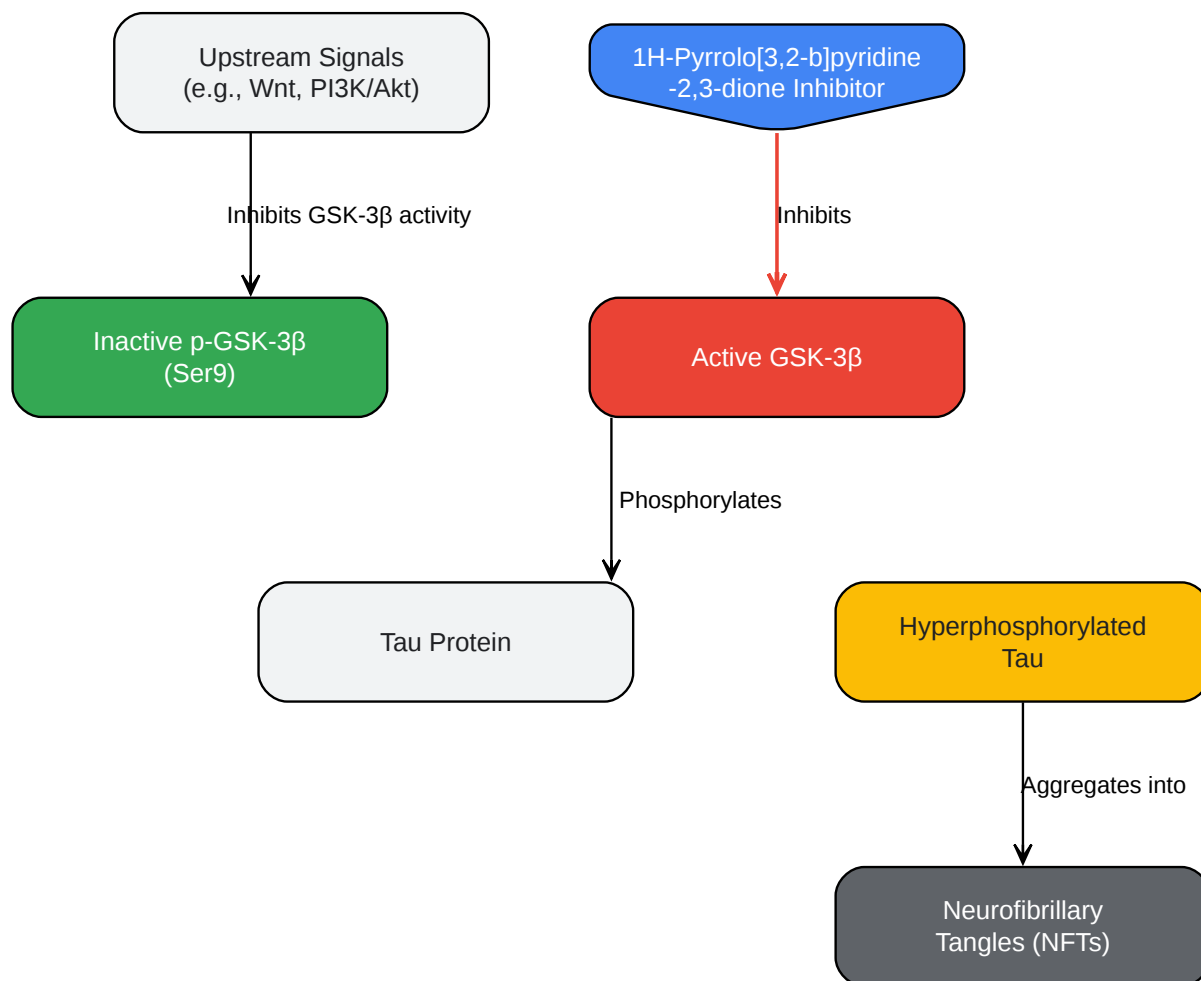 Upstream Signals
(e.g., Wnt, PI3K/Akt)
1H-Pyrrolo[3,2-b]pyridine
-2,3-dione Inhibitor
Inhibits GSK-3β activity
Inhibits
Inactive p-GSK-3β
(Ser9)
Active GSK-3β
Phosphorylates
Tau Protein
Hyperphosphorylated
Tau
Aggregates into
Neurofibrillary
Tangles (NFTs)